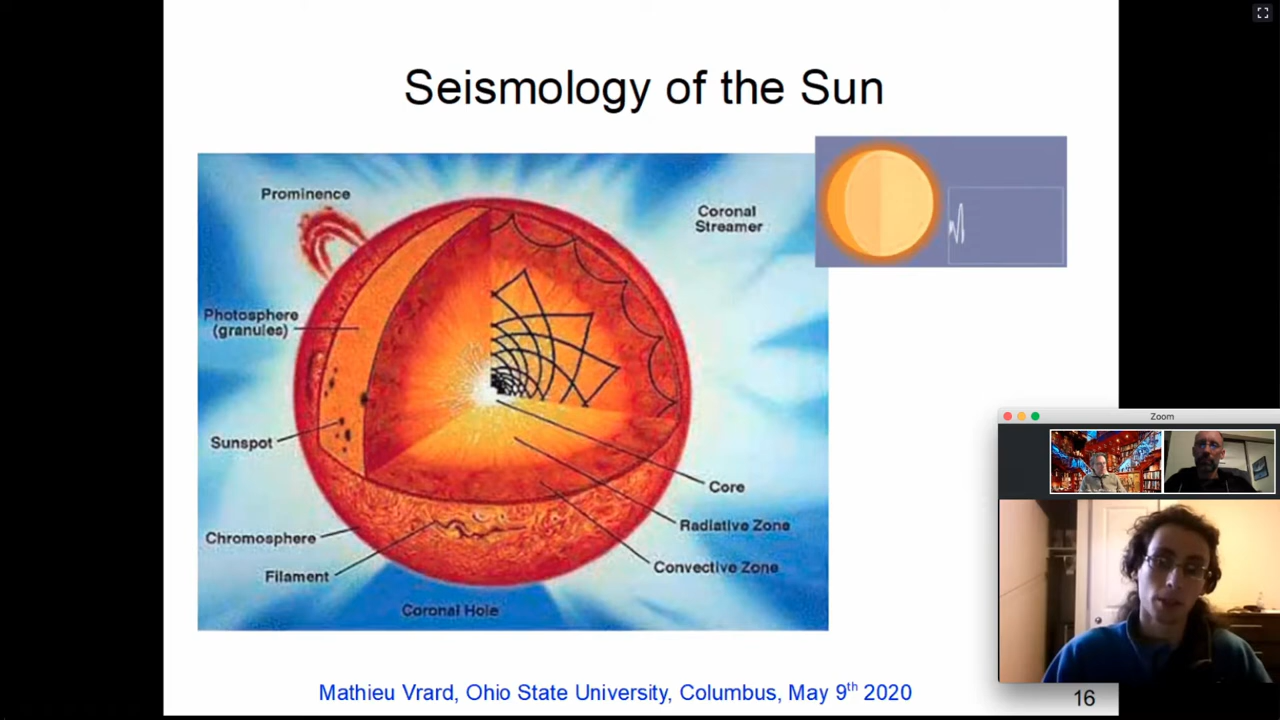 Seismology of the Sun
Prominence
Coronal
Streamer
Photosphere
(granules)
Sunspot
Core
Radiative Zone
Chromosphere
Convective Zone
Filament
Coronal Hole
Zoom
Mathieu Vrard, Ohio State University, Columbus, May 9th 2020
16